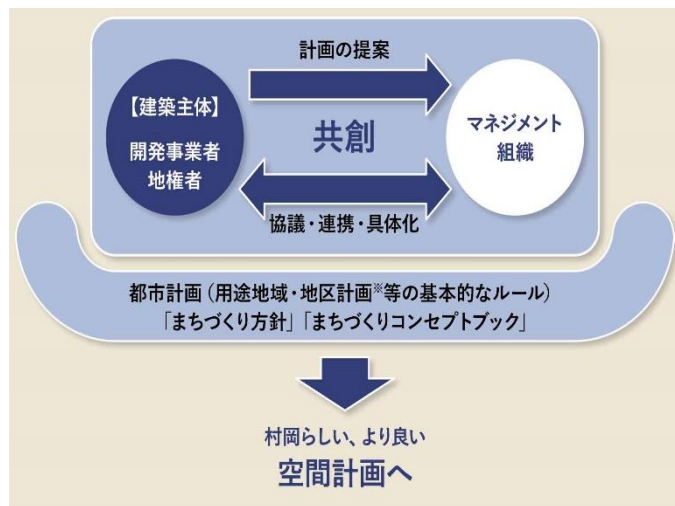 計画の提案
【建築主体】
開発事業者
地権者
共創
マネジメント
組織
協議・連携・具体化
都市計画（用途地域・地区計画※等の基本的なルール）
「まちづくり方針」「まちづくりコンセプトブック」
村岡らしい、より良い
空間計画へ